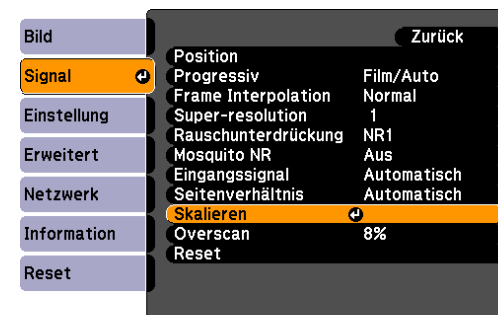 Bild
Signal
Einstellung
Erweitert
Netzwerk
Information
Reset
Zurück
Position
Progressiv Film/Auto
Frame Interpolation Normal
Super-resolution 1
Rauschunterdrückung NR1
Mosquito NR Aus
Eingangssignal Automatisch
Seitenverhältnis Automatisch
Skalieren
Overscan 8%
Reset